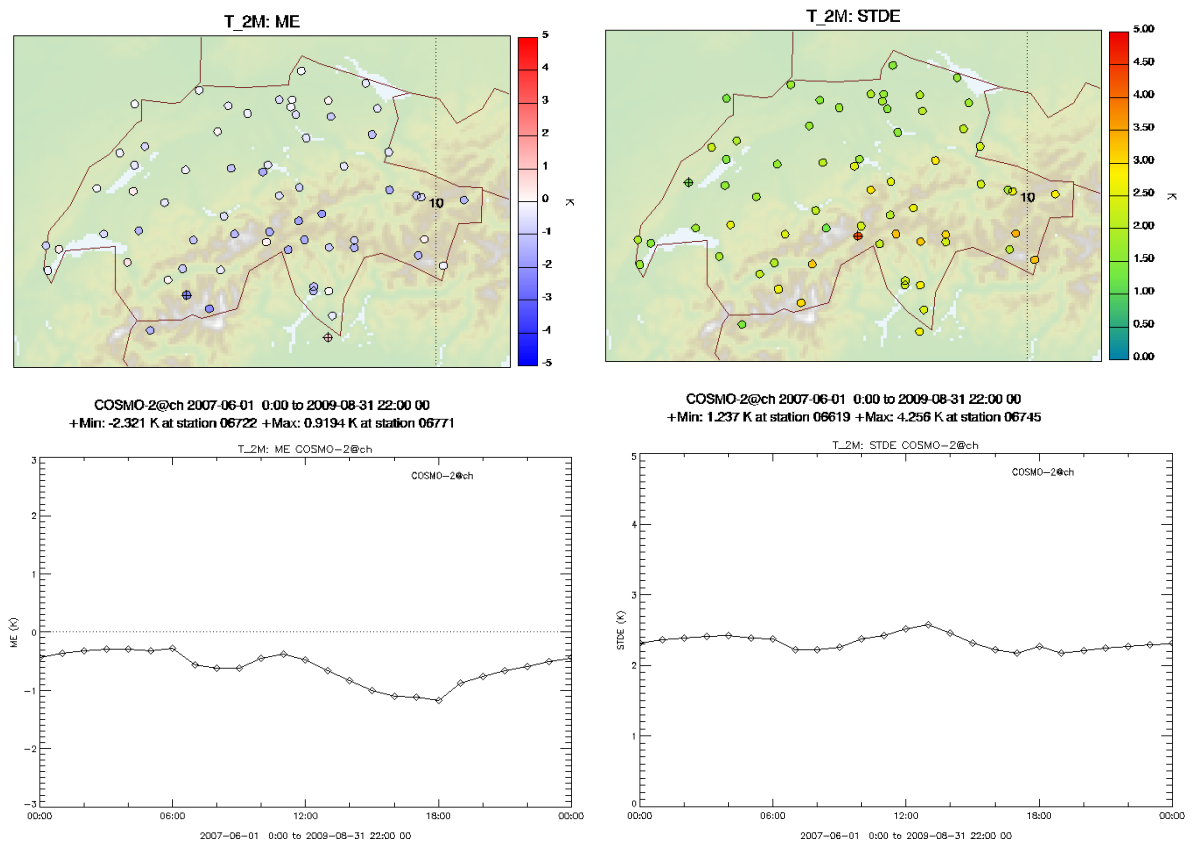 T_2M: ME
5
4
3
2
1
0
-1
-2
-3
-4
-5
K
10
COSMO-2@ch 2007-06-01 0:00 to 2009-08-31 22:00 00
+Min: -2.321 K at station 06722 +Max: 0.9194 K at station 06771
T_2M: STDE
5.00
4.50
4.00
3.50
3.00
2.50
2.00
1.50
1.00
0.50
0.00
K
10
COSMO-2@ch 2007-06-01 0:00 to 2009-08-31 22:00 00
+Min: 1.237 K at station 06619 +Max: 4.256 K at station 06745
T_2M: ME COSMO-2@ch
COSMO-2@ch
3
2
1
0
-1
-2
-3
ME (K)
00:00 06:00 12:00 18:00 00:00
2007-06-01 0:00 to 2009-08-31 22:00 00
T_2M: STDE COSMO-2@ch
COSMO-2@ch
5
4
3
2
1
0
STDE (K)
00:00 06:00 12:00 18:00 00:00
2007-06-01 0:00 to 2009-08-31 22:00 00